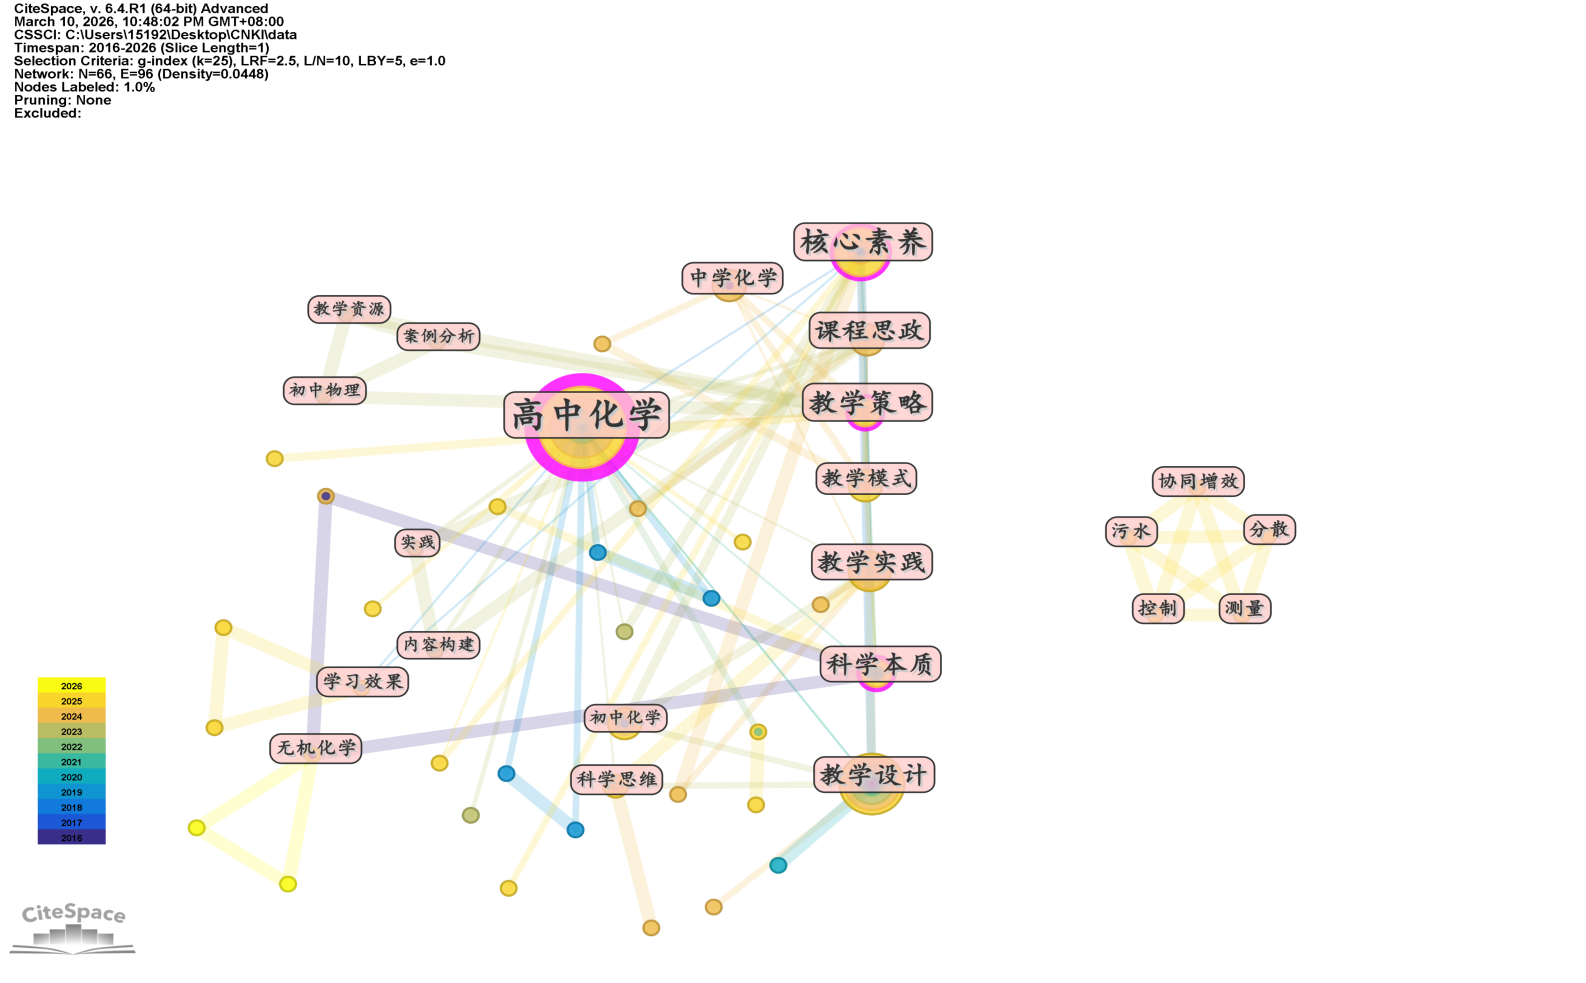 CiteSpace, v. 6.4.R1 (64-bit) Advanced
March 10, 2026, 10:48:02 PM GMT+08:00
CSSCI: C:\Users\15192\Desktop\CNKI\data
Timespan: 2016-2026 (Slice Length=1)
Selection Criteria: g-index (k=25), LRF=2.5, L/N=10, LBY=5, e=1.0
Network: N=66, E=96 (Density=0.0448)
Nodes Labeled: 1.0%
Pruning: None
Excluded:
核心素养
中学化学
教学资源
课程思政
案例分析
初中物理
教学策略
高中化学
教学模式
协同增效
污水
分散
实践
教学实践
控制
测量
内容构建
科学本质
学习效果
初中化学
无机化学
教学设计
科学思维
2026
2025
2024
2023
2022
2021
2020
2019
2018
2017
2016
CiteSpace